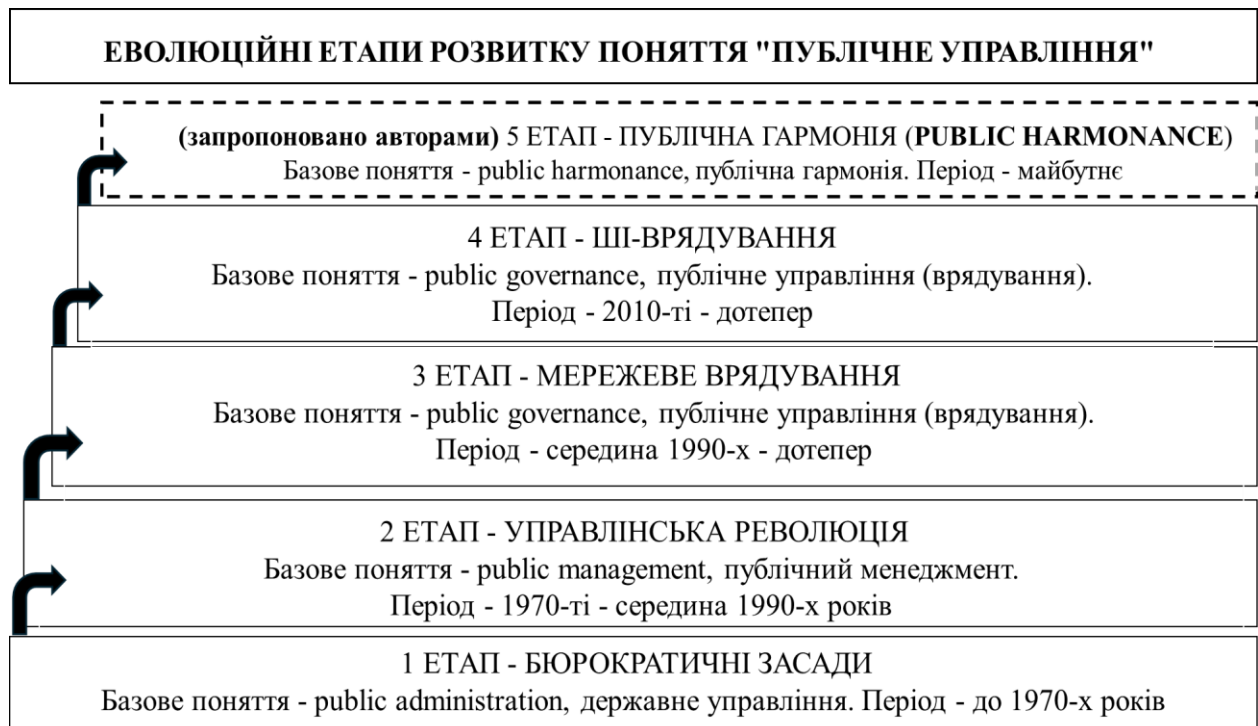 ЕВОЛЮЦІЙНІ ЕТАПИ РОЗВИТКУ ПОНЯТТЯ "ПУБЛІЧНЕ УПРАВЛІННЯ"
(запропоновано авторами) 5 ЕТАП - ПУБЛІЧНА ГАРМОНІЯ (PUBLIC HARMONANCE)
Базове поняття - public harmonance, публічна гармонія. Період - майбутнє
4 ЕТАП - ШІ-ВРЯДУВАННЯ
Базове поняття - public governance, публічне управління (врядування).
Період - 2010-ті - дотепер
3 ЕТАП - МЕРЕЖЕВЕ ВРЯДУВАННЯ
Базове поняття - public governance, публічне управління (врядування).
Період - середина 1990-х - дотепер
2 ЕТАП - УПРАВЛІНСЬКА РЕВОЛЮЦІЯ
Базове поняття - public management, публічний менеджмент.
Період - 1970-ті - середина 1990-х років
1 ЕТАП - БЮРОКРАТИЧНІ ЗАСАДИ
Базове поняття - public administration, державне управління. Період - до 1970-х років